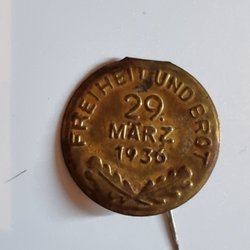 FREIHEIT UND BROT
29.
MÄRZ
1936